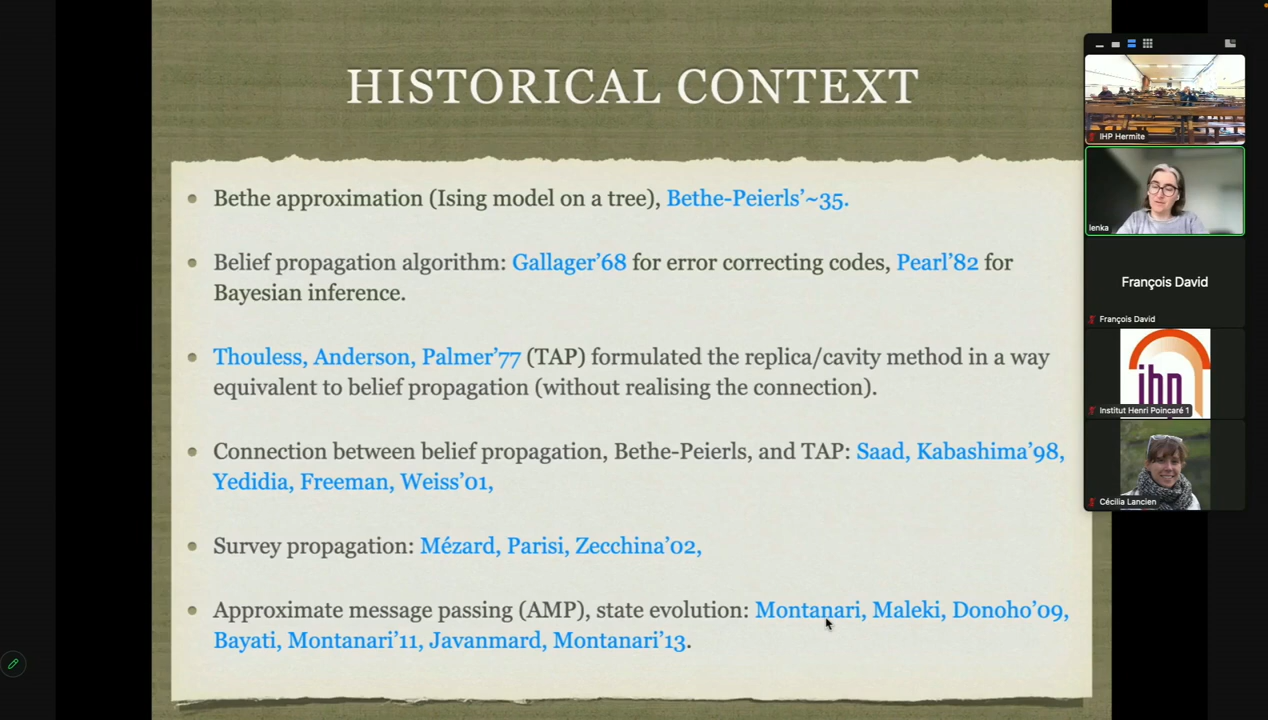 HISTORICAL CONTEXT
Bethe approximation (Ising model on a tree), Bethe-Peierls'~35.
Belief propagation algorithm: Gallager'68 for error correcting codes, Pearl'82 for
Bayesian inference.
Thouless, Anderson, Palmer'77 (TAP) formulated the replica/cavity method in a way
equivalent to belief propagation (without realising the connection).
Connection between belief propagation, Bethe-Peierls, and TAP: Saad, Kabashima'98,
Yedidia, Freeman, Weiss'01,
Survey propagation: Mézard, Parisi, Zecchina'02,
Approximate message passing (AMP), state evolution: Montanari, Maleki, Donoho'09,
Bayati, Montanari'11, Javanmard, Montanari'13.
IHP Hermite
lenka
François David
François David
ihp
Institut Henri Poincaré 1
Cécilia Lancien